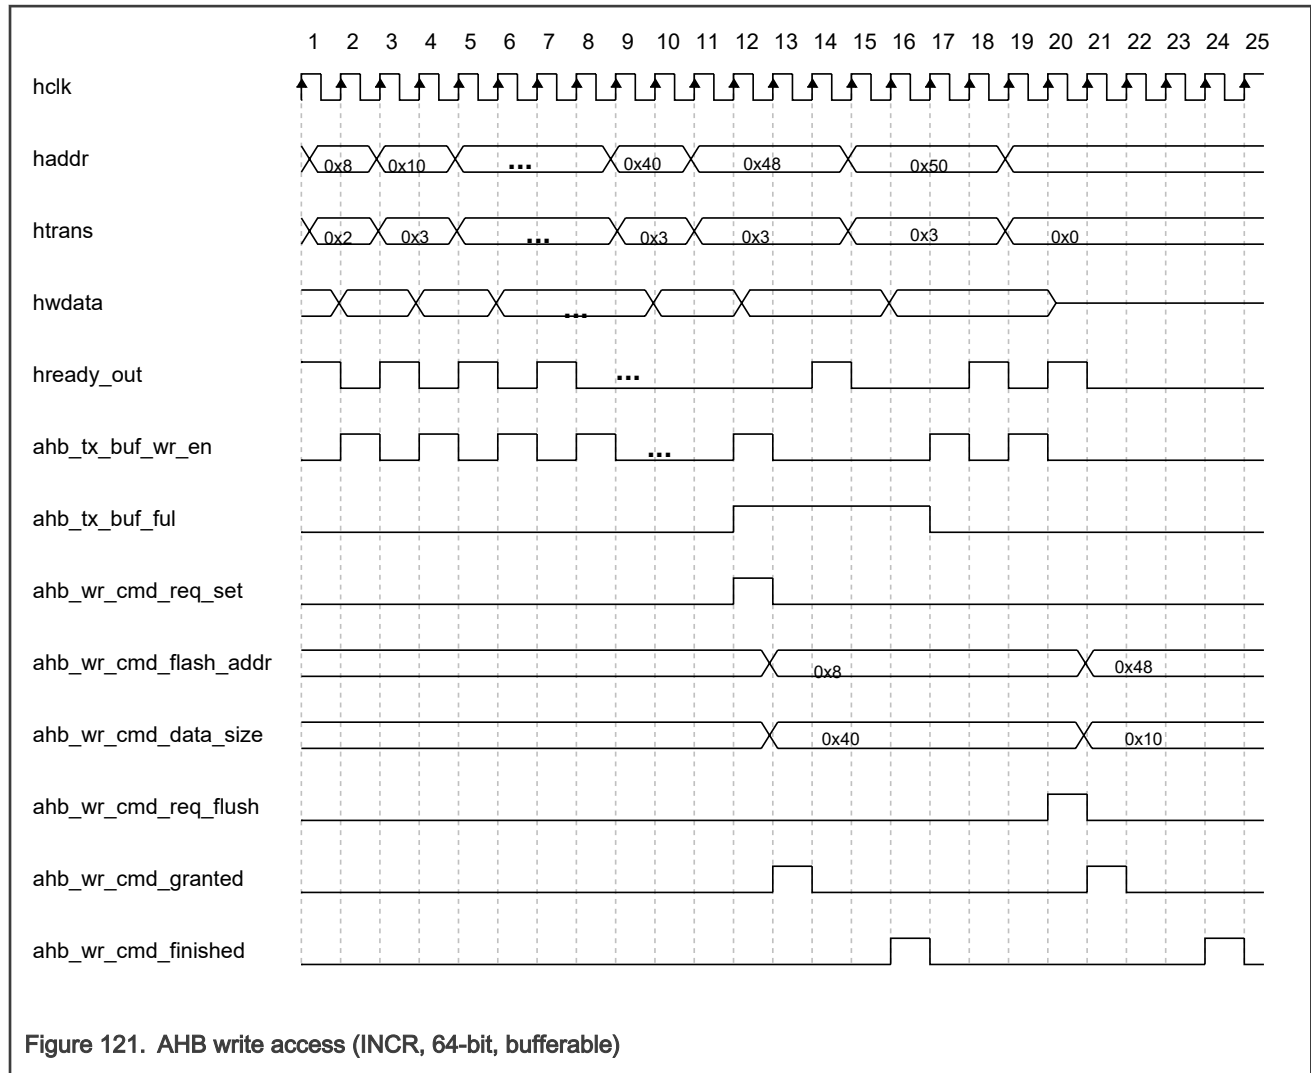 1 2 3 4 5 6 7 8 9 10 11 12 13 14 15 16 17 18 19 20 21 22 23 24 25
hclk
haddr 0x8 0x10 ... 0x40 0x48 0x50
htrans 0x2 0x3 ... 0x3 0x3 0x3 0x0
hwdata ...
hready_out ...
ahb_tx_buf_wr_en ...
ahb_tx_buf_ful
ahb_wr_cmd_req_set
ahb_wr_cmd_flash_addr 0x8 0x48
ahb_wr_cmd_data_size 0x40 0x10
ahb_wr_cmd_req_flush
ahb_wr_cmd_granted
ahb_wr_cmd_finished
Figure 121. AHB write access (INCR, 64-bit, bufferable)